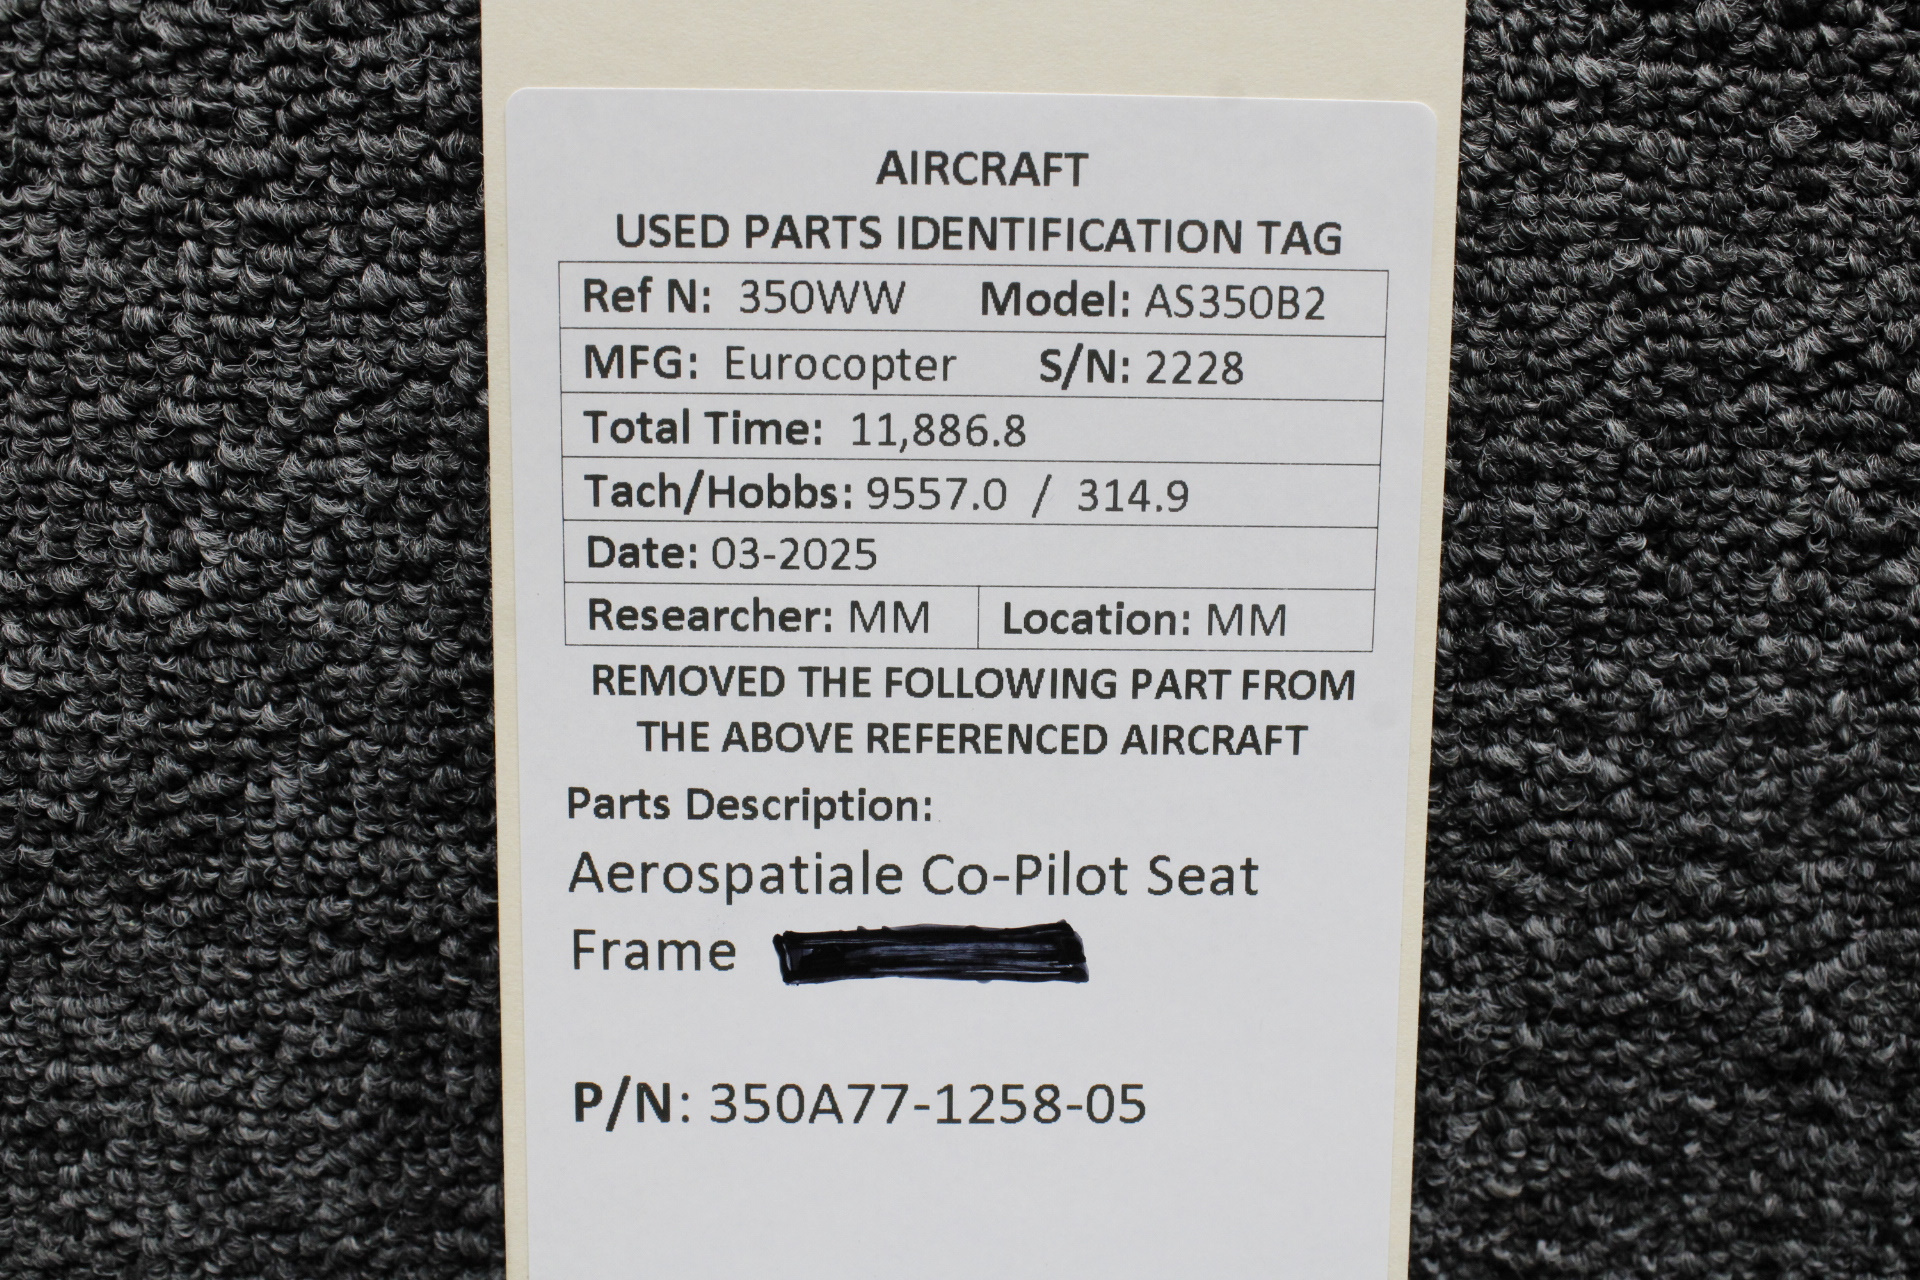 AIRCRAFT
USED PARTS IDENTIFICATION TAG
Ref N: 350WW Model: AS350B2
MFG: Eurocopter S/N: 2228
Total Time: 11,886.8
Tach/Hobbs: 9557.0 / 314.9
Date: 03-2025
Researcher: MM Location: MM
REMOVED THE FOLLOWING PART FROM
THE ABOVE REFERENCED AIRCRAFT
Parts Description:
Aerospatiale Co-Pilot Seat
Frame
P/N: 350A77-1258-05